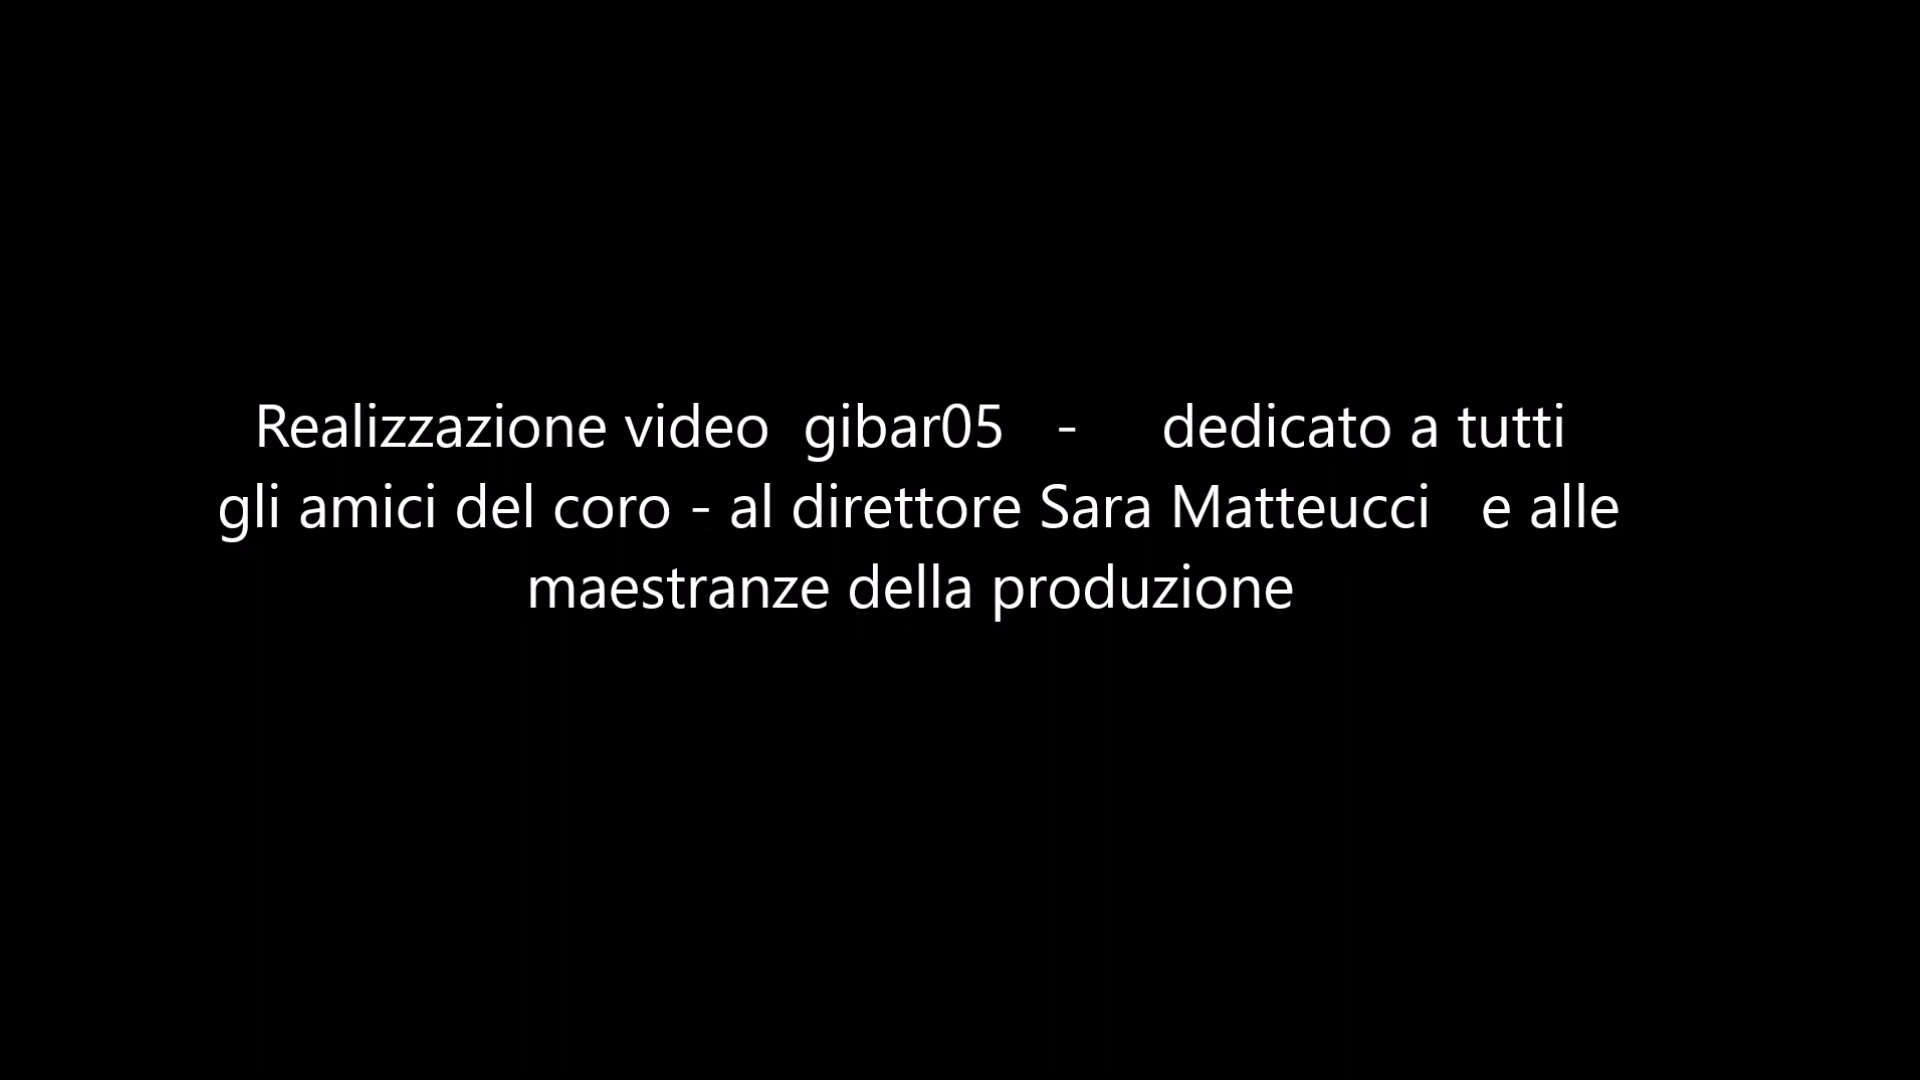 Realizzazione video  gibar05   -     dedicato a tutti
gli amici del coro - al direttore Sara Matteucci   e alle
maestranze della produzione